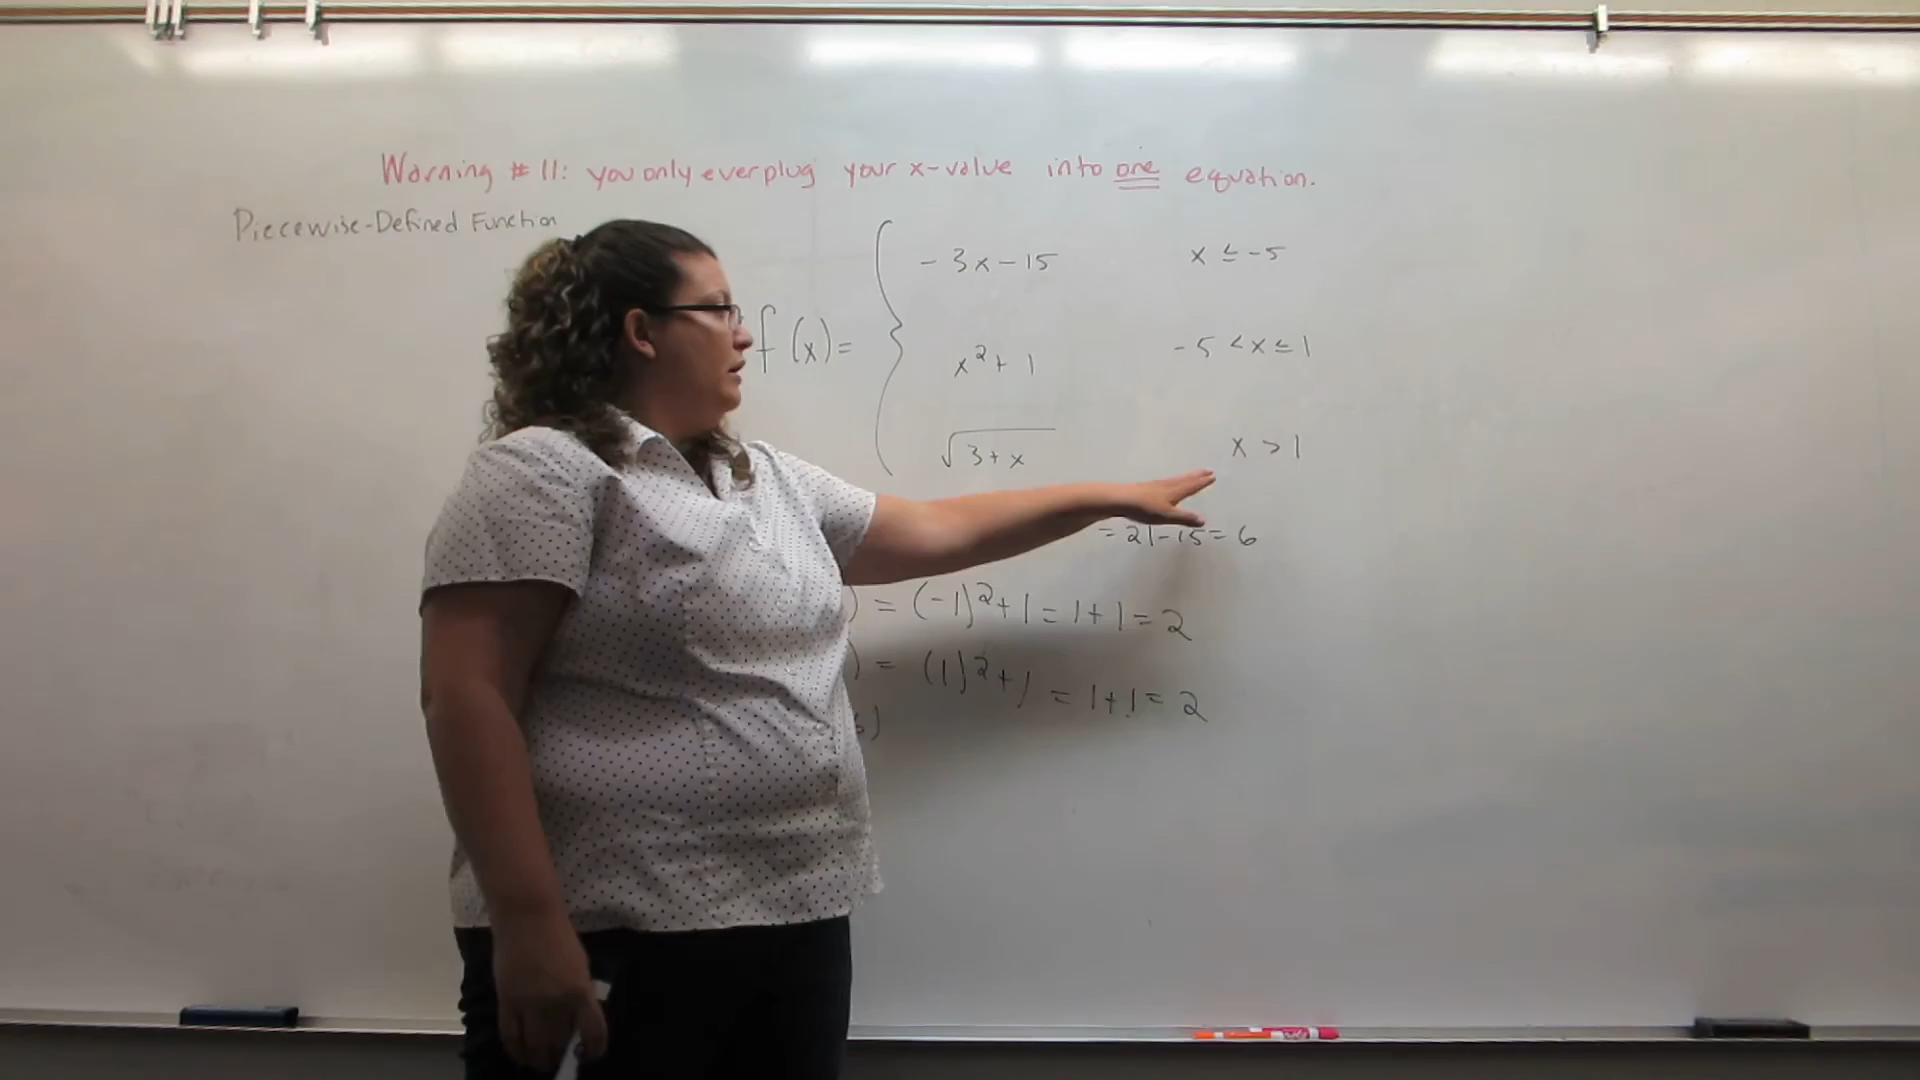 Warning # 11: you only ever plug your x-value into one equation.
Piecewise-Defined Function
f(x)=
-3x-15 x ≤ -5
x²+1 -5 <x≤1
√3+x x >1
=21-15=6
) = (-1)²+1=1+1=2
) = (1)²+1 =1+1=2
)